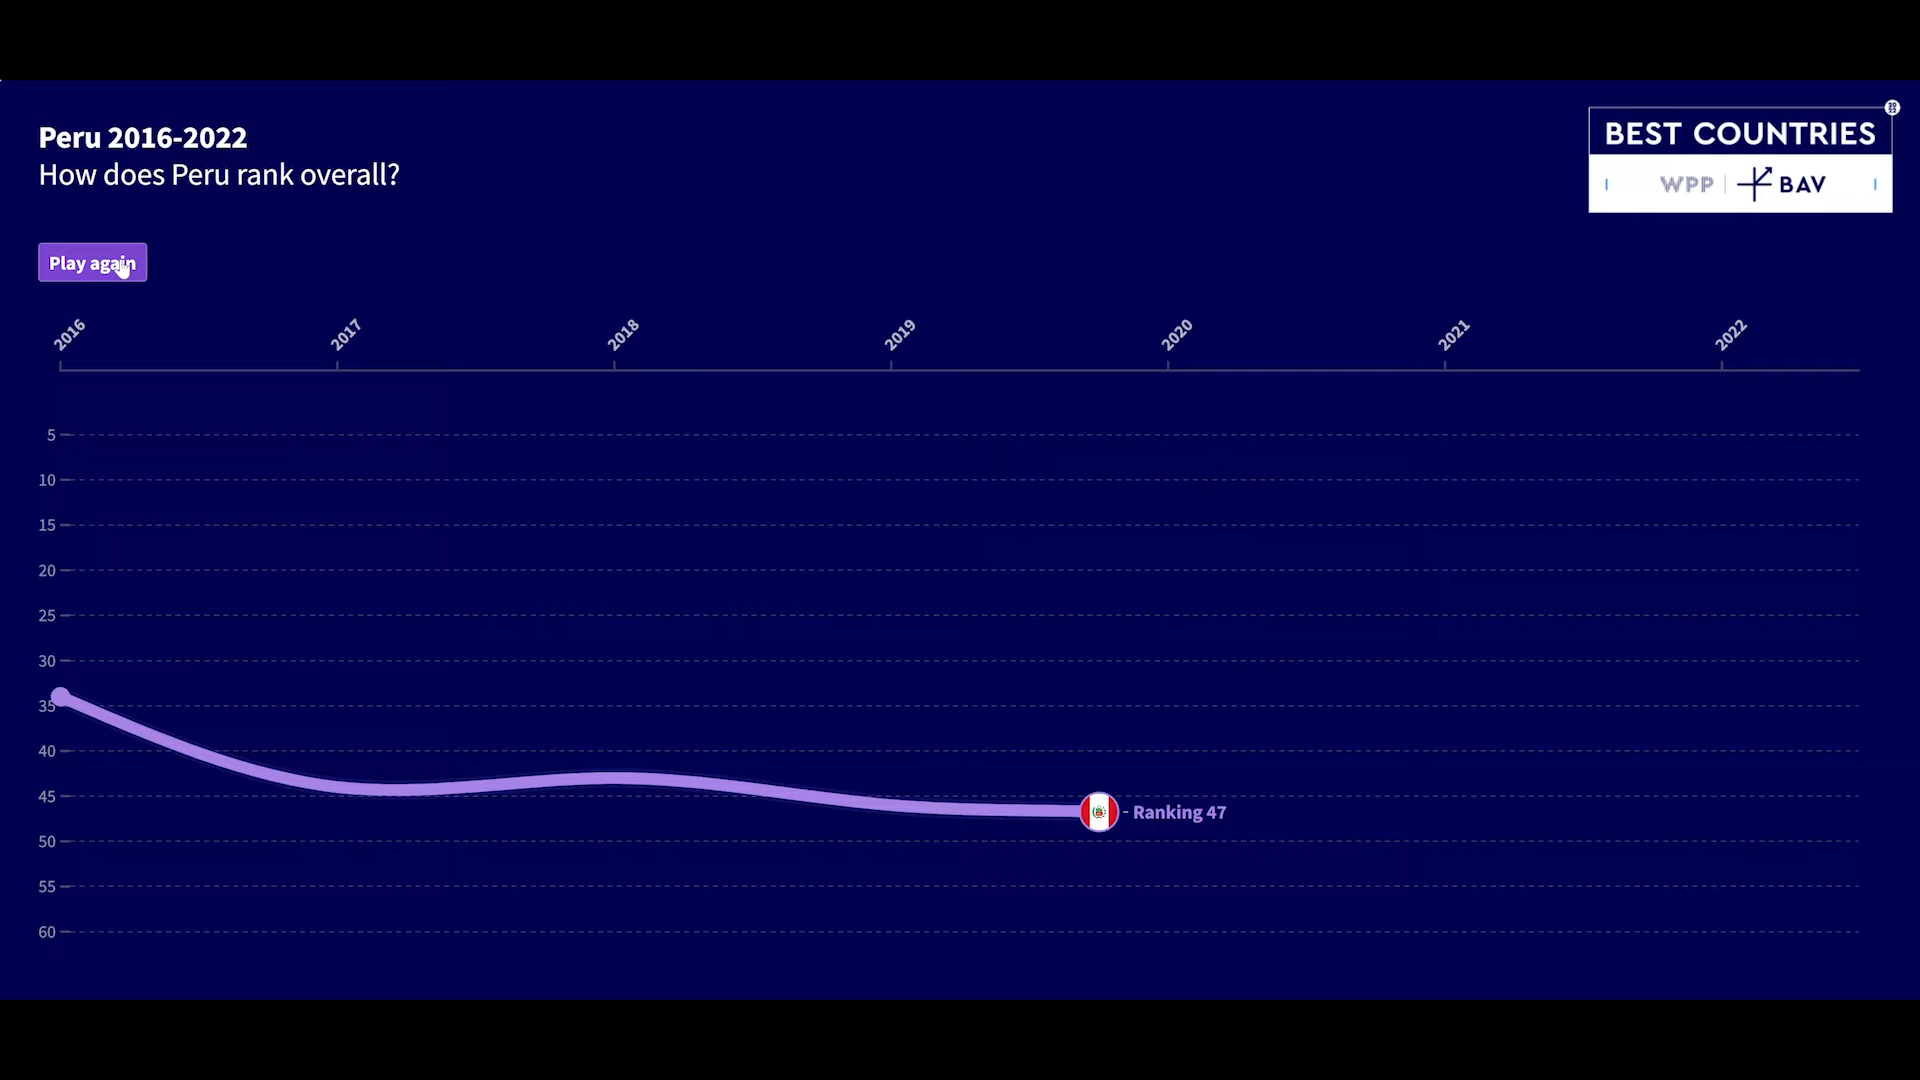 Peru 2016-2022
How does Peru rank overall?
BEST COUNTRIES
WPP BAV
Play again
2016 2017 2018 2019 2020 2021 2022
5
10
15
20
25
30
35
40
45
- Ranking 47
50
55
60